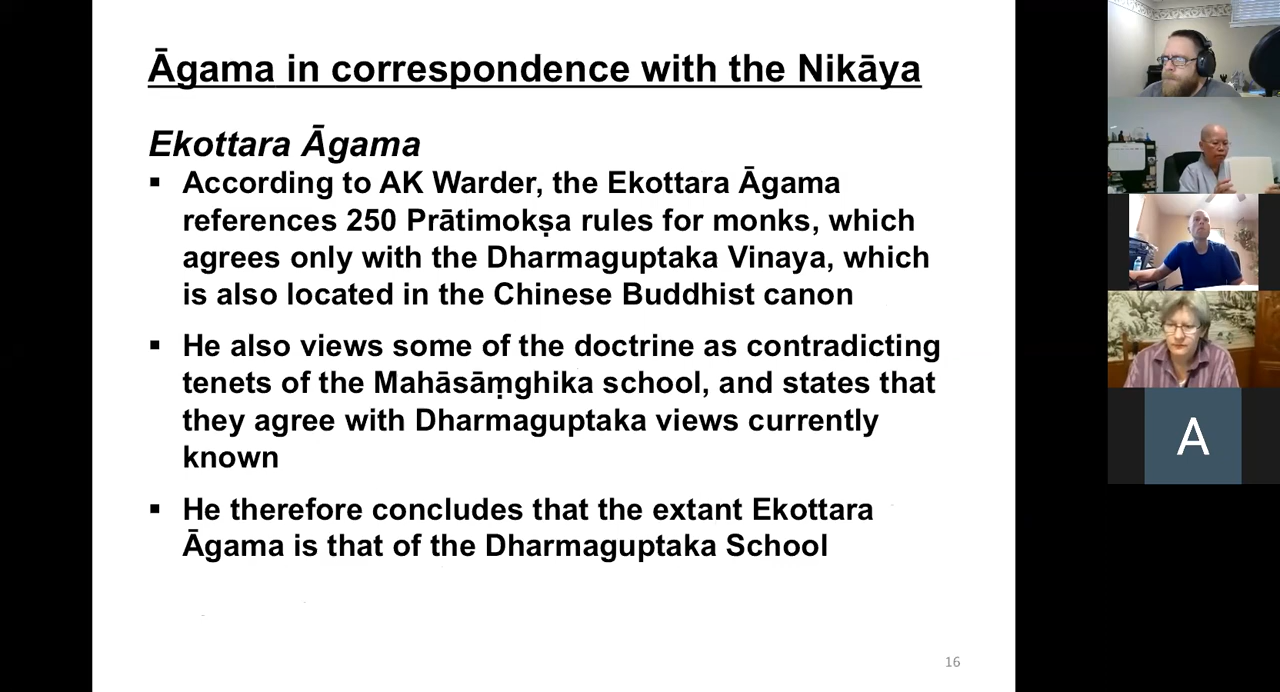 Āgama in correspondence with the Nikāya
Ekottara Āgama
▪ According to AK Warder, the Ekottara Āgama
references 250 Prātimokṣa rules for monks, which
agrees only with the Dharmaguptaka Vinaya, which
is also located in the Chinese Buddhist canon
▪ He also views some of the doctrine as contradicting
tenets of the Mahāsāṃghika school, and states that
they agree with Dharmaguptaka views currently
known
▪ He therefore concludes that the extant Ekottara
Āgama is that of the Dharmaguptaka School
16
A